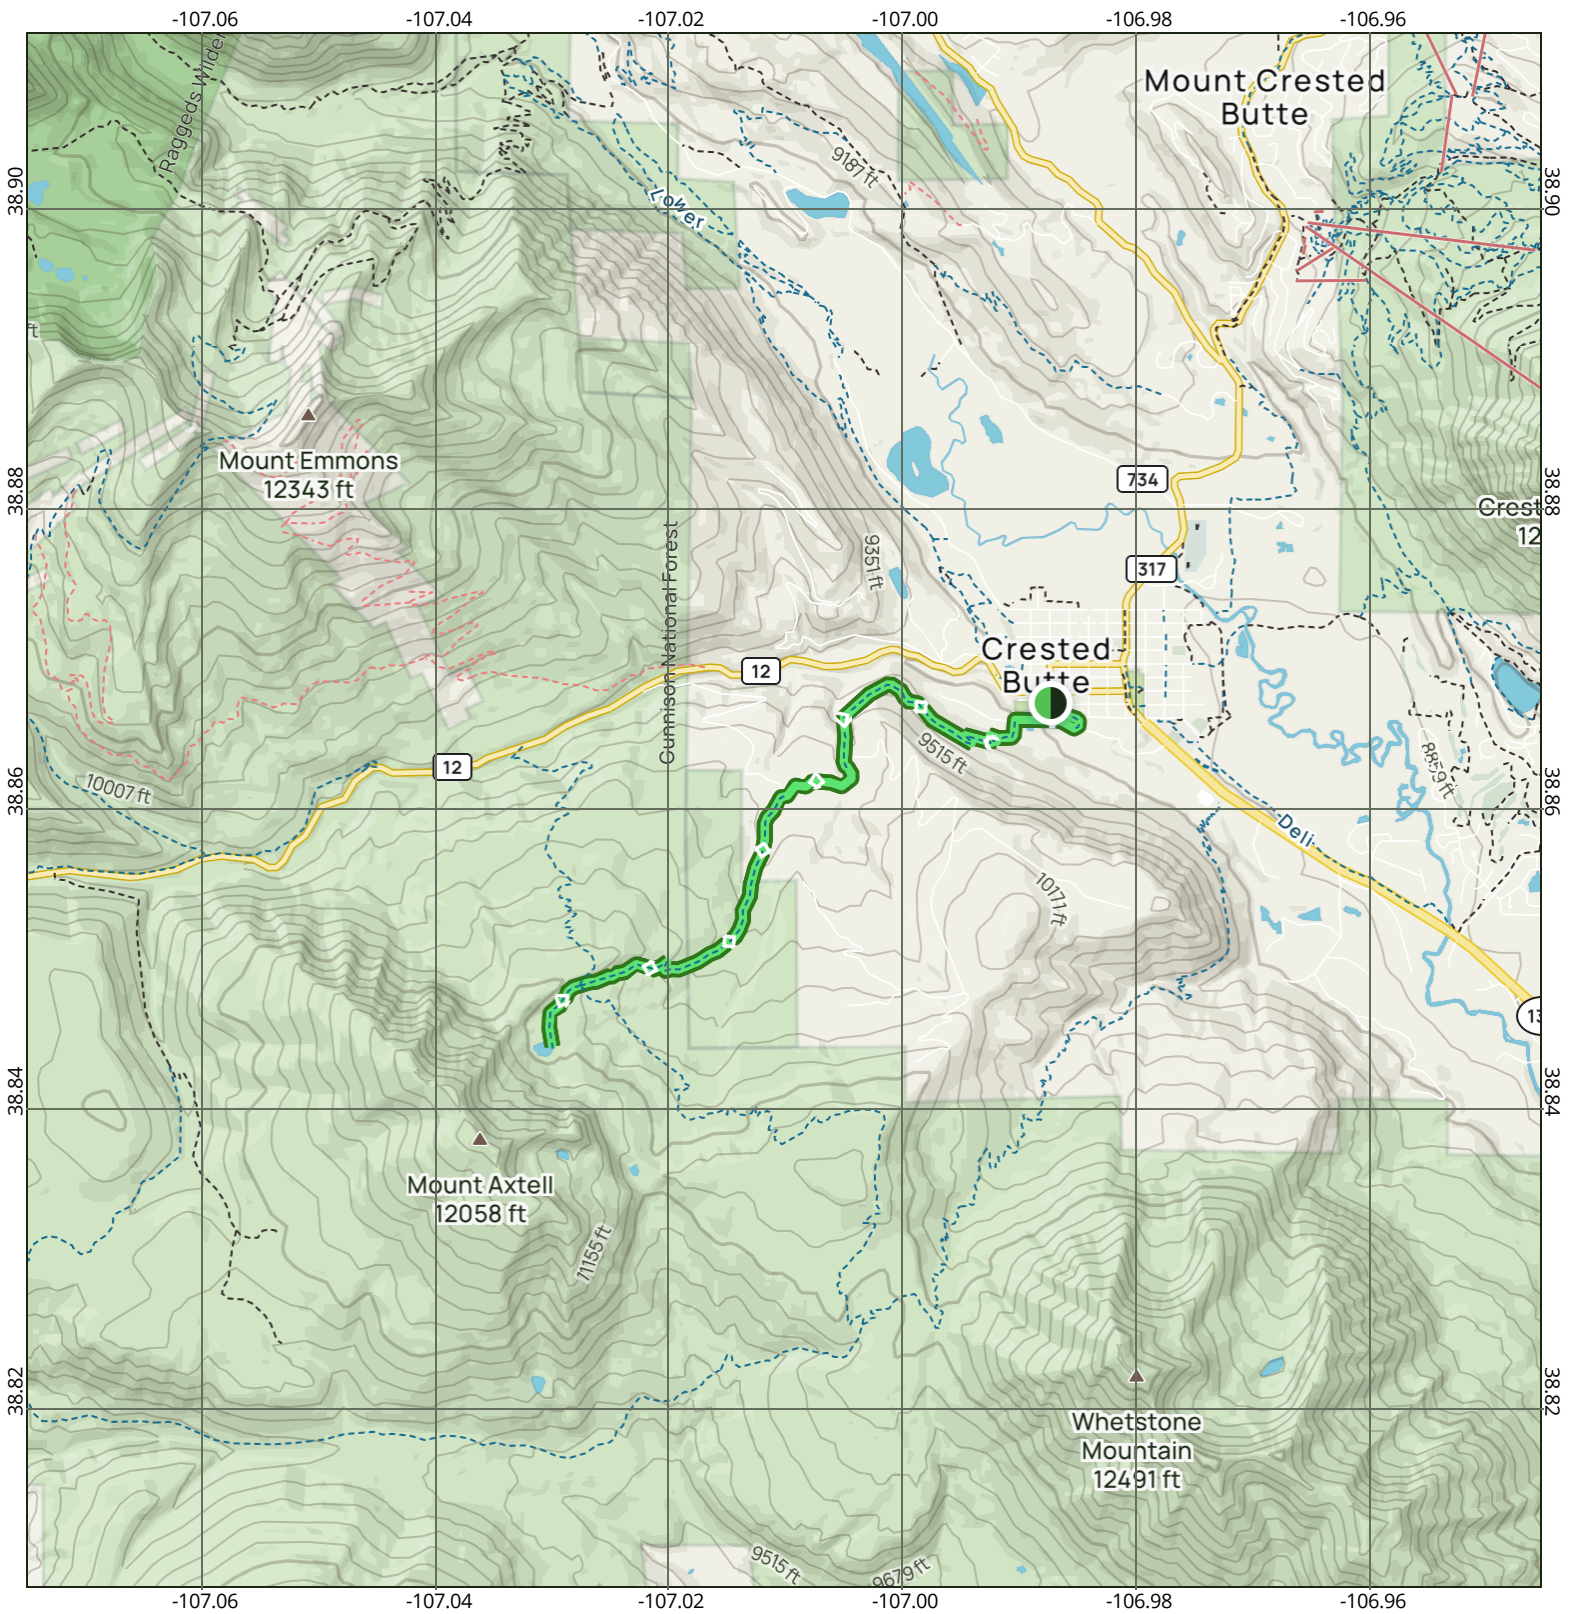 -107.06 -107.04 -107.02 -107.00 -106.98 -106.96
Mount Crested
Butte
Raggeds Wilder
9187 ft
38.90
38.90
Lower
ft
Mount Emmons
12343 ft
734
38.88
38.88
Crest
12
317
9351 ft
Gunnison National Forest
Crested
Butte
12
12
9515 ft
10007 ft
8859 ft
38.86
38.86
Deli
10171 ft
13
38.84
38.84
Mount Axtell
12058 ft
11155 ft
38.82
38.82
Whetstone
Mountain
12491 ft
9515 ft
9679 ft
-107.06 -107.04 -107.02 -107.00 -106.98 -106.96